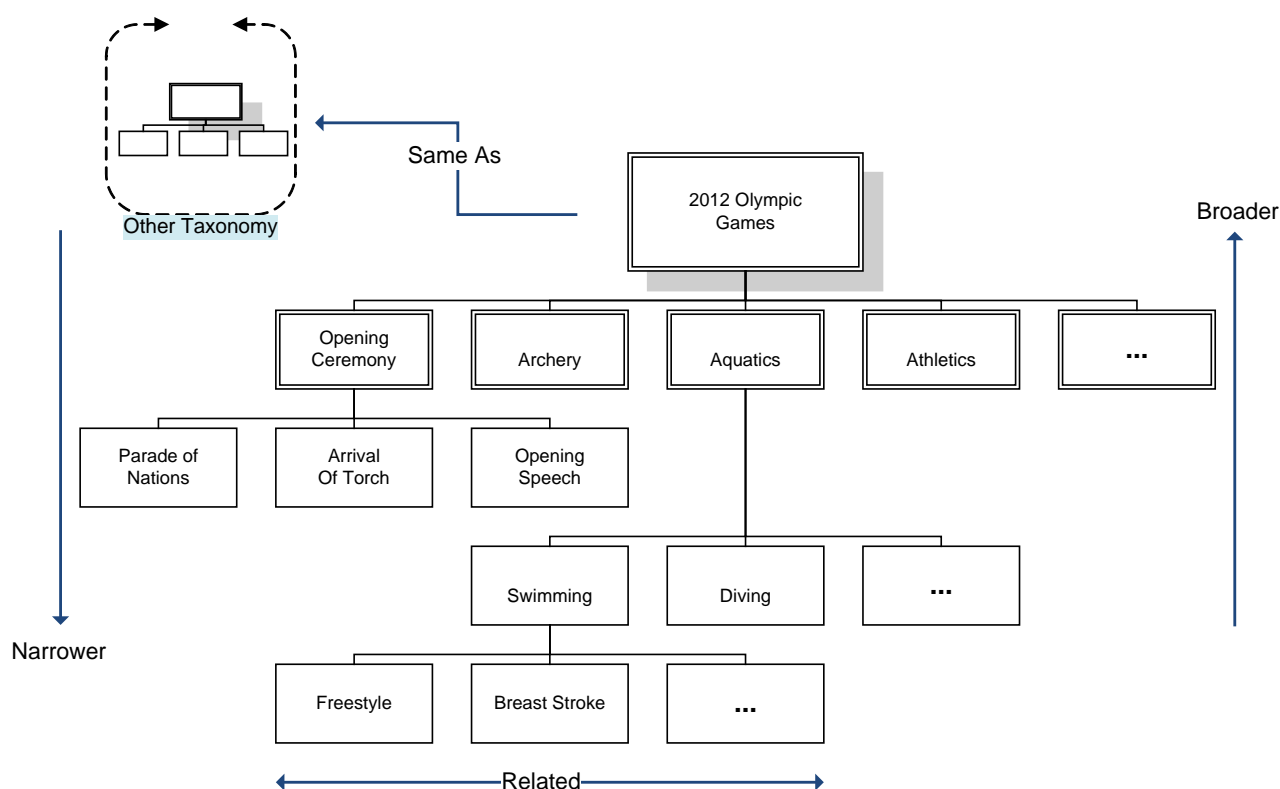 Same As
2012 Olympic
Games
Other Taxonomy
Broader
Opening
Ceremony
Archery
Aquatics
Athletics
...
Parade of
Nations
Arrival
Of Torch
Opening
Speech
Swimming
Diving
...
Narrower
Freestyle
Breast Stroke
...
Related